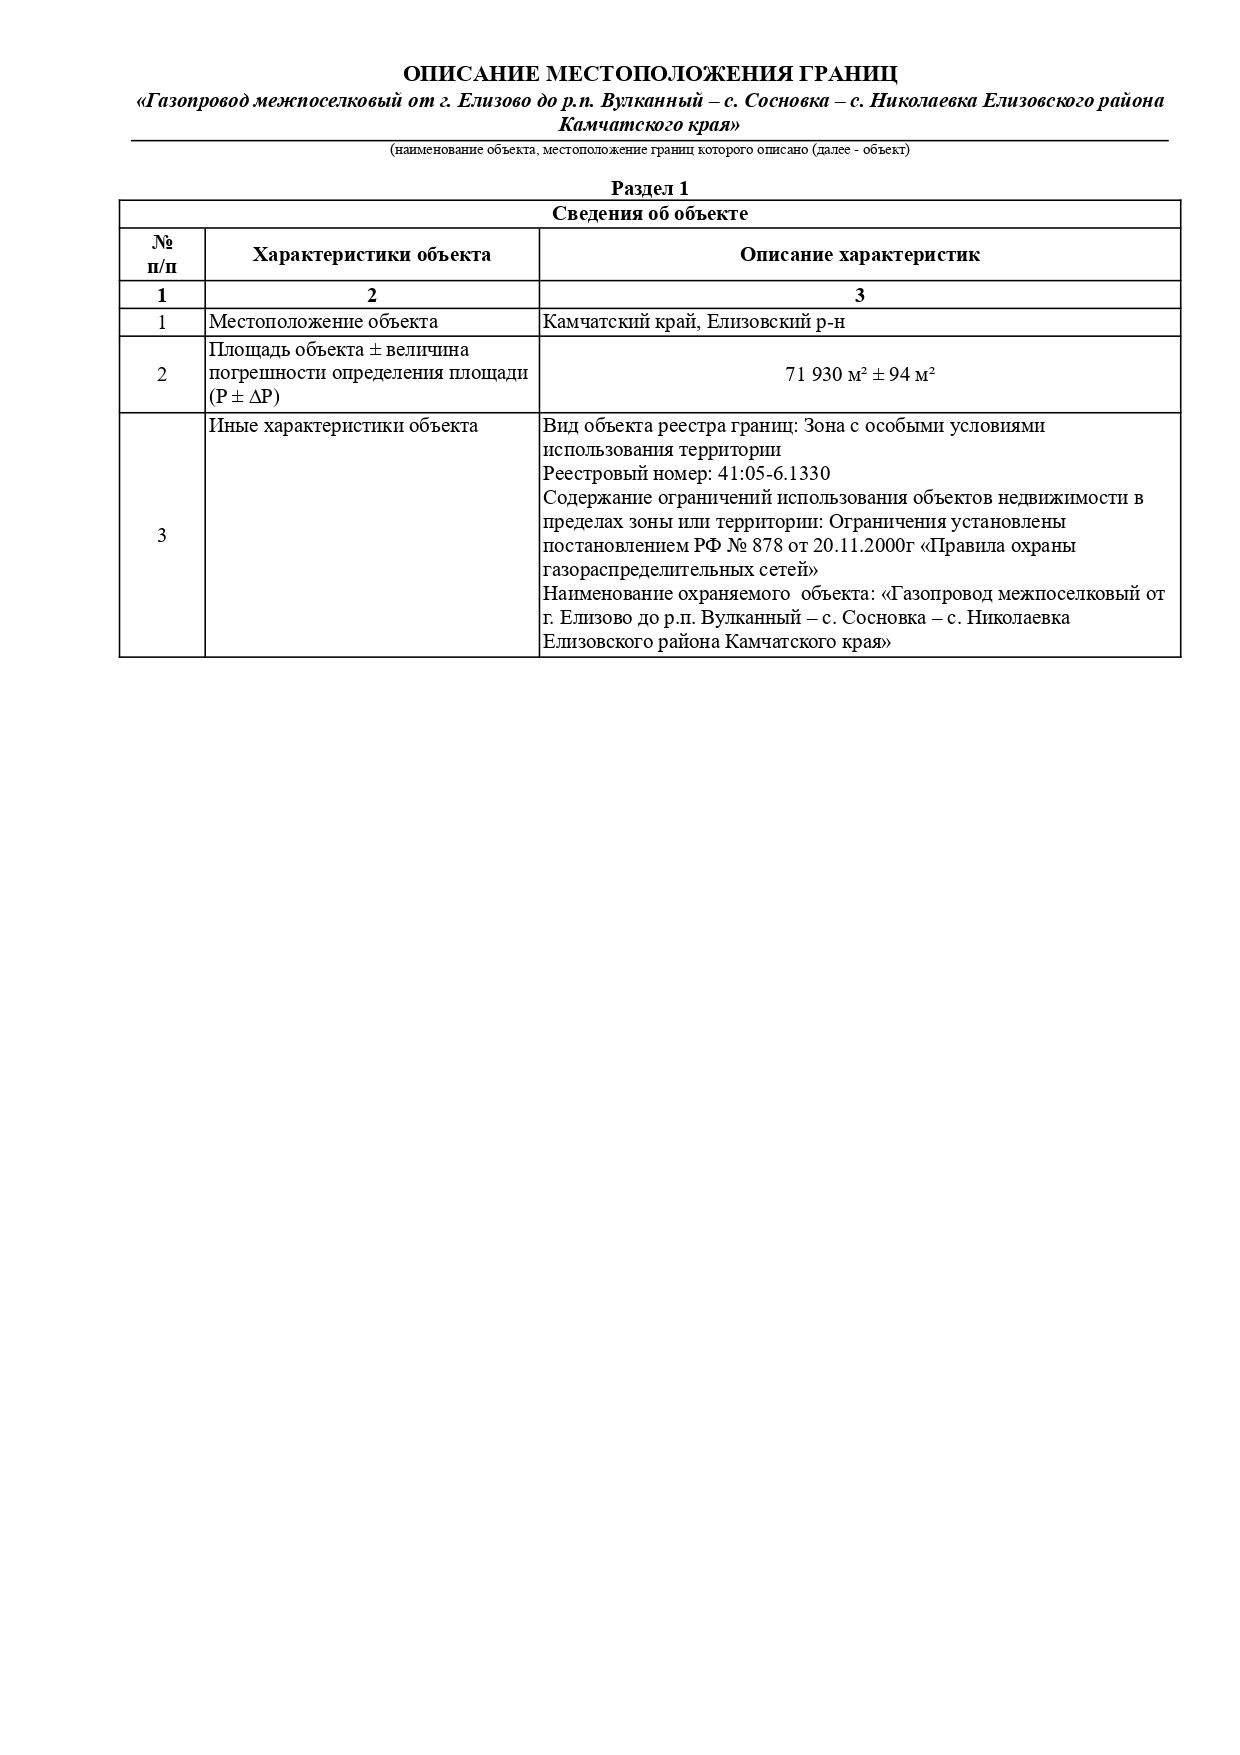 ОПИСАНИЕ МЕСТОПОЛОЖЕНИЯ ГРАНИЦ
«Газопровод межпоселковый от г. Елизово до р.п. Вулканный – с. Сосновка – с. Николаевка Елизовского района
Камчатского края»
(наименование объекта, местоположение границ которого описано (далее - объект)
Раздел 1
Сведения об объекте
№
п/п
Характеристики объекта
Описание характеристик
1
2
3
1
Местоположение объекта
Камчатский край, Елизовский р-н
2
Площадь объекта ± величина
погрешности определения площади
(P ± ∆P)
71 930 м² ± 94 м²
3
Иные характеристики объекта
Вид объекта реестра границ: Зона с особыми условиями
использования территории
Реестровый номер: 41:05-6.1330
Содержание ограничений использования объектов недвижимости в
пределах зоны или территории: Ограничения установлены
постановлением РФ № 878 от 20.11.2000г «Правила охраны
газораспределительных сетей»
Наименование охраняемого  объекта: «Газопровод межпоселковый от
г. Елизово до р.п. Вулканный – с. Сосновка – с. Николаевка
Елизовского района Камчатского края»